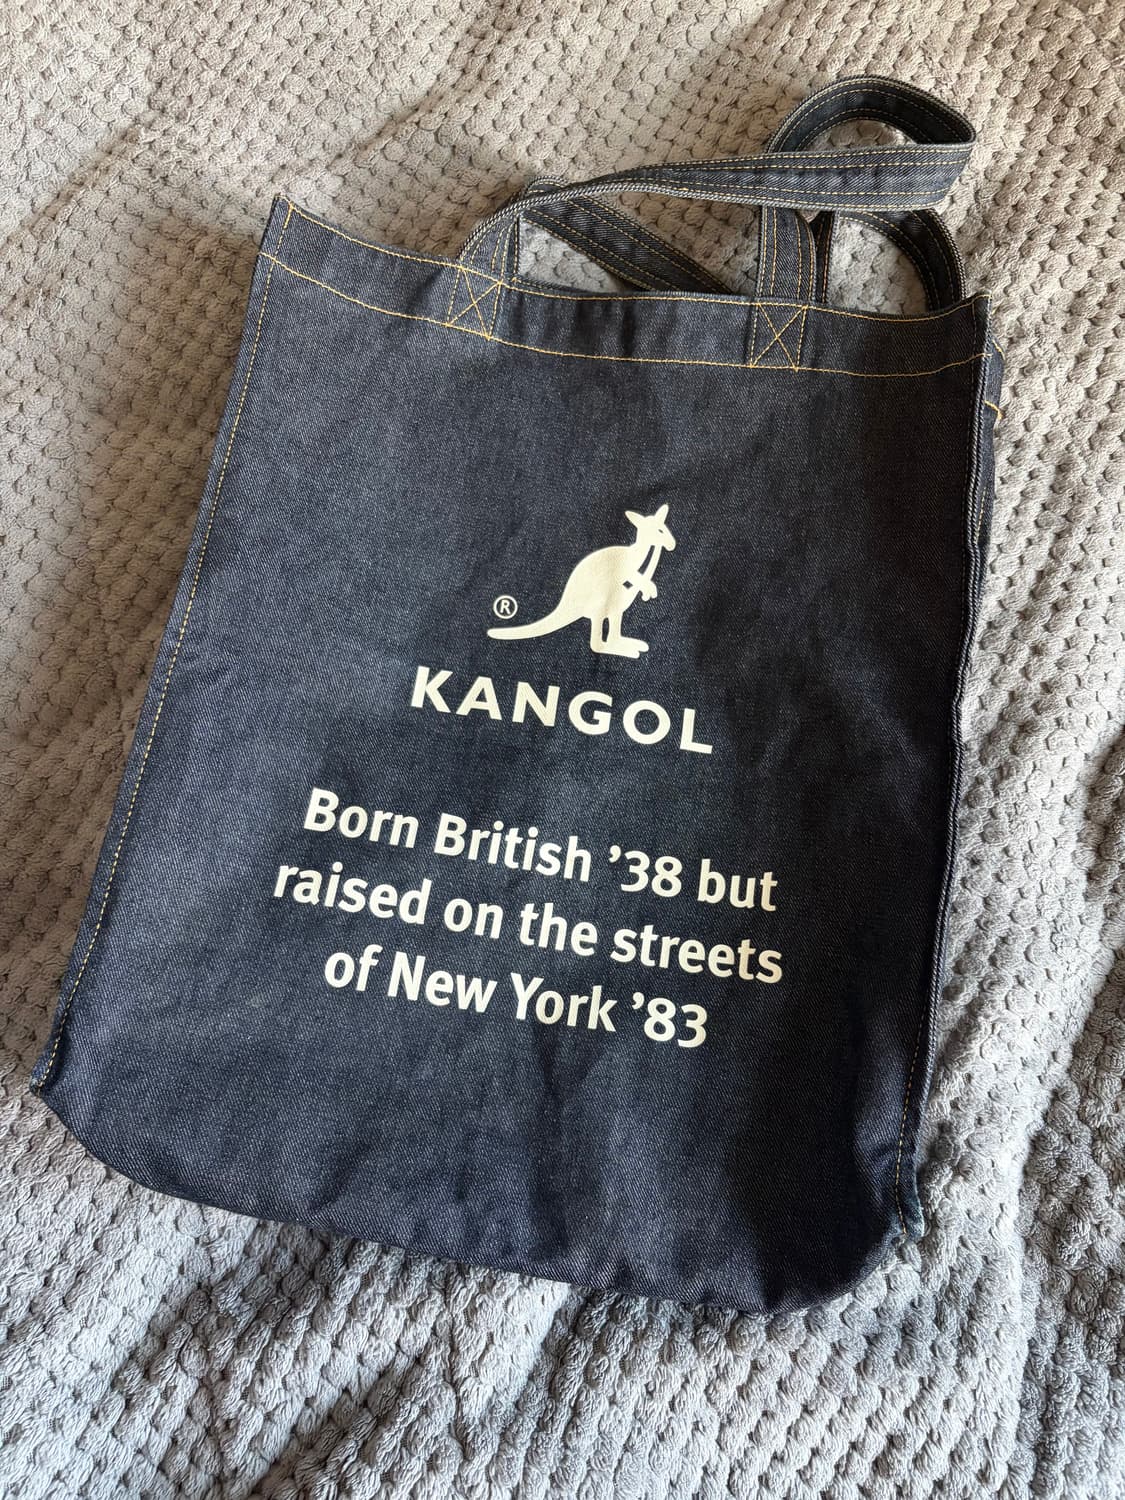 ®
KANGOL
Born British ’38 but
raised on the streets
of New York ’83